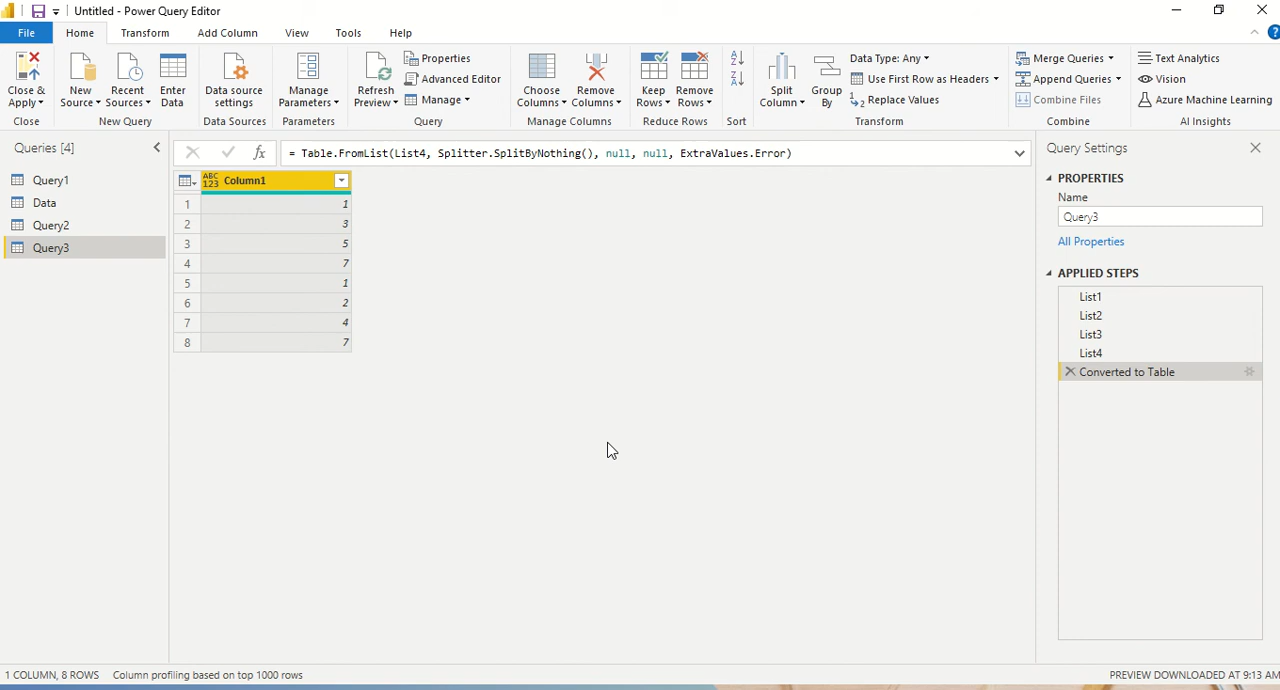 Untitled - Power Query Editor
File Home Transform Add Column View Tools Help
Close & Apply
Close
New Source
Recent Sources
Enter Data
New Query
Data source settings
Data Sources
Manage Parameters
Parameters
Refresh Preview
Properties
Advanced Editor
Manage
Query
Choose Columns
Remove Columns
Manage Columns
Keep Rows
Remove Rows
Reduce Rows
Sort
Split Column
Group By
Data Type: Any
Use First Row as Headers
Replace Values
Transform
Merge Queries
Append Queries
Combine Files
Combine
Text Analytics
Vision
Azure Machine Learning
AI Insights
Queries [4]
Query1
Data
Query2
Query3
fx = Table.FromList(List4, Splitter.SplitByNothing(), null, null, ExtraValues.Error)
ABC 123 Column1
1 1
2 3
3 5
4 7
5 1
6 2
7 4
8 7
Query Settings
PROPERTIES
Name
Query3
All Properties
APPLIED STEPS
List1
List2
List3
List4
Converted to Table
1 COLUMN, 8 ROWS Column profiling based on top 1000 rows
PREVIEW DOWNLOADED AT 9:13 AM